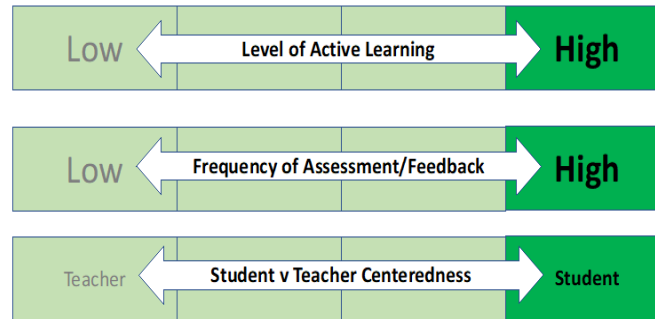 Low Level of Active Learning High
Low Frequency of Assessment/Feedback High
Teacher Student v Teacher Centeredness Student